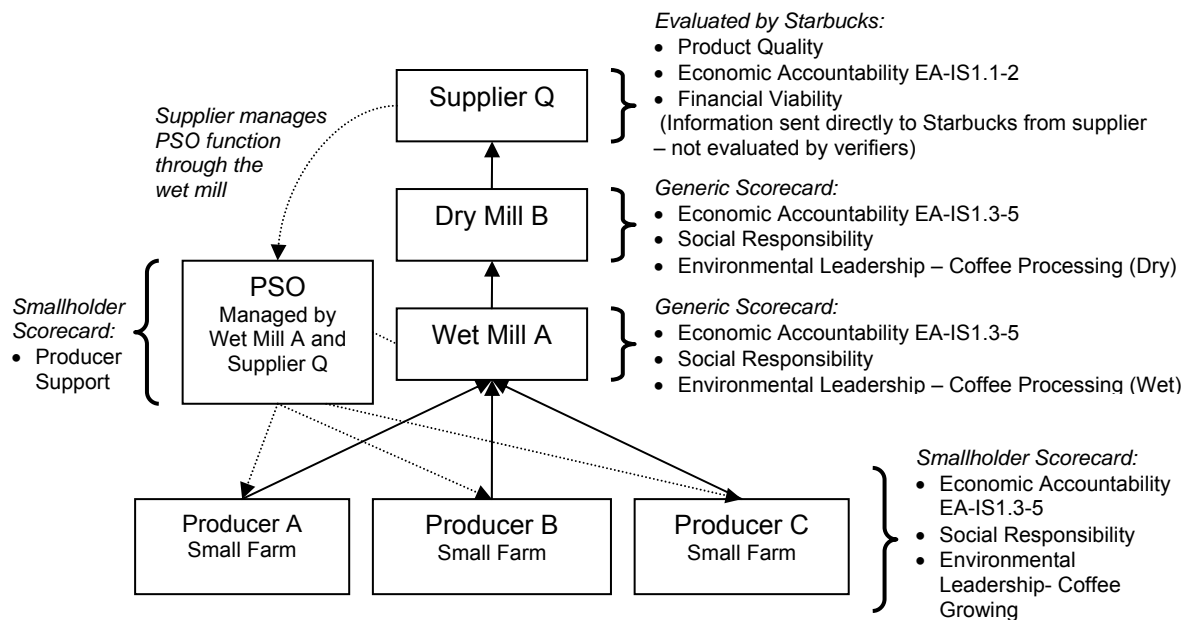 Evaluated by Starbucks:
• Product Quality
• Economic Accountability EA-IS1.1-2
• Financial Viability
(Information sent directly to Starbucks from supplier
– not evaluated by verifiers)
Supplier Q
Supplier manages
PSO function
through the
wet mill
Generic Scorecard:
• Economic Accountability EA-IS1.3-5
• Social Responsibility
• Environmental Leadership – Coffee Processing (Dry)
Dry Mill B
PSO
Managed by
Wet Mill A and
Supplier Q
Smallholder
Scorecard:
• Producer
Support
Wet Mill A
Generic Scorecard:
• Economic Accountability EA-IS1.3-5
• Social Responsibility
• Environmental Leadership – Coffee Processing (Wet)
Producer A
Small Farm
Producer B
Small Farm
Producer C
Small Farm
Smallholder Scorecard:
• Economic Accountability
EA-IS1.3-5
• Social Responsibility
• Environmental
Leadership- Coffee
Growing